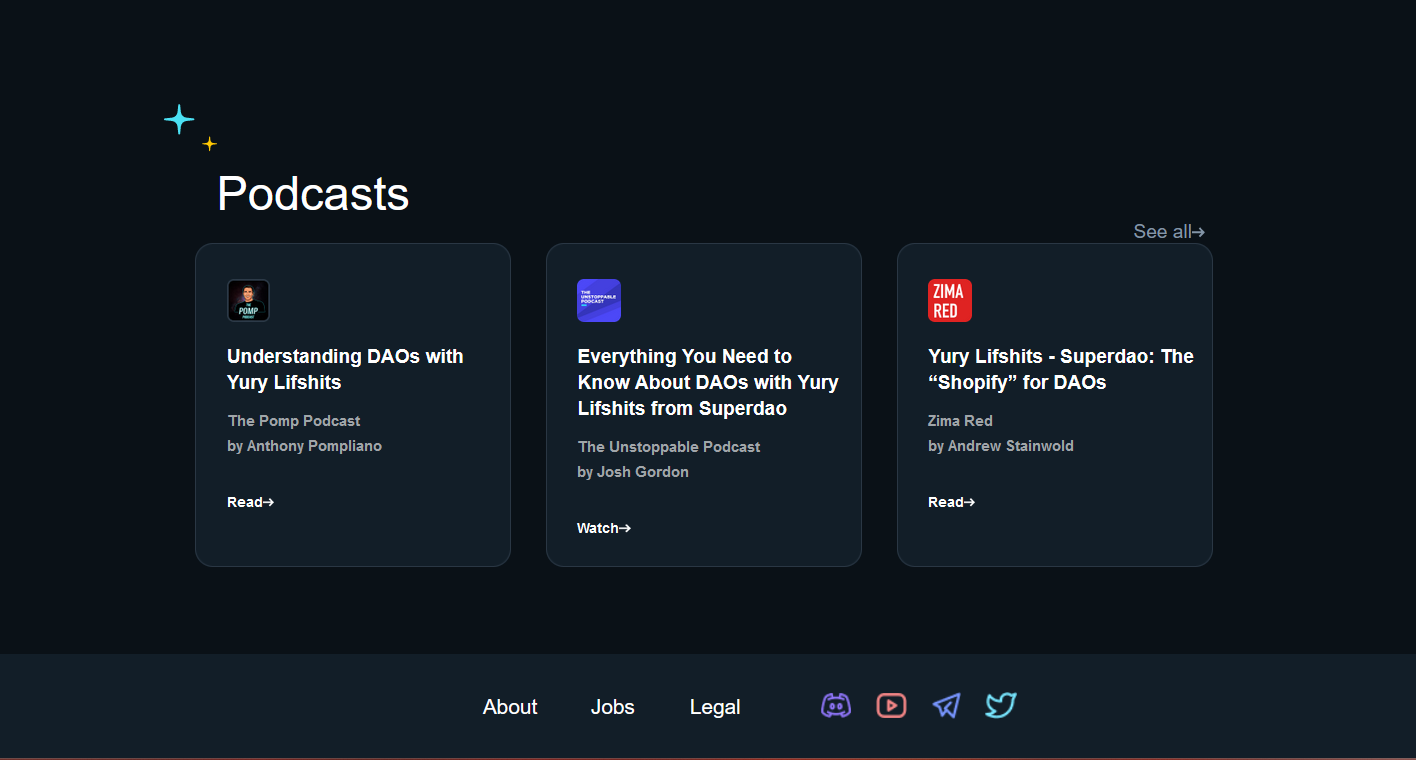 Podcasts
See all→
THE
POMP
PODCAST
THE
UNSTOPPABLE
PODCAST
ZIMA
RED
Understanding DAOs with
Yury Lifshits
Everything You Need to
Know About DAOs with Yury
Lifshits from Superdao
Yury Lifshits - Superdao: The
“Shopify” for DAOs
The Pomp Podcast
by Anthony Pompliano
The Unstoppable Podcast
by Josh Gordon
Zima Red
by Andrew Stainwold
Read→
Watch→
Read→
About
Jobs
Legal